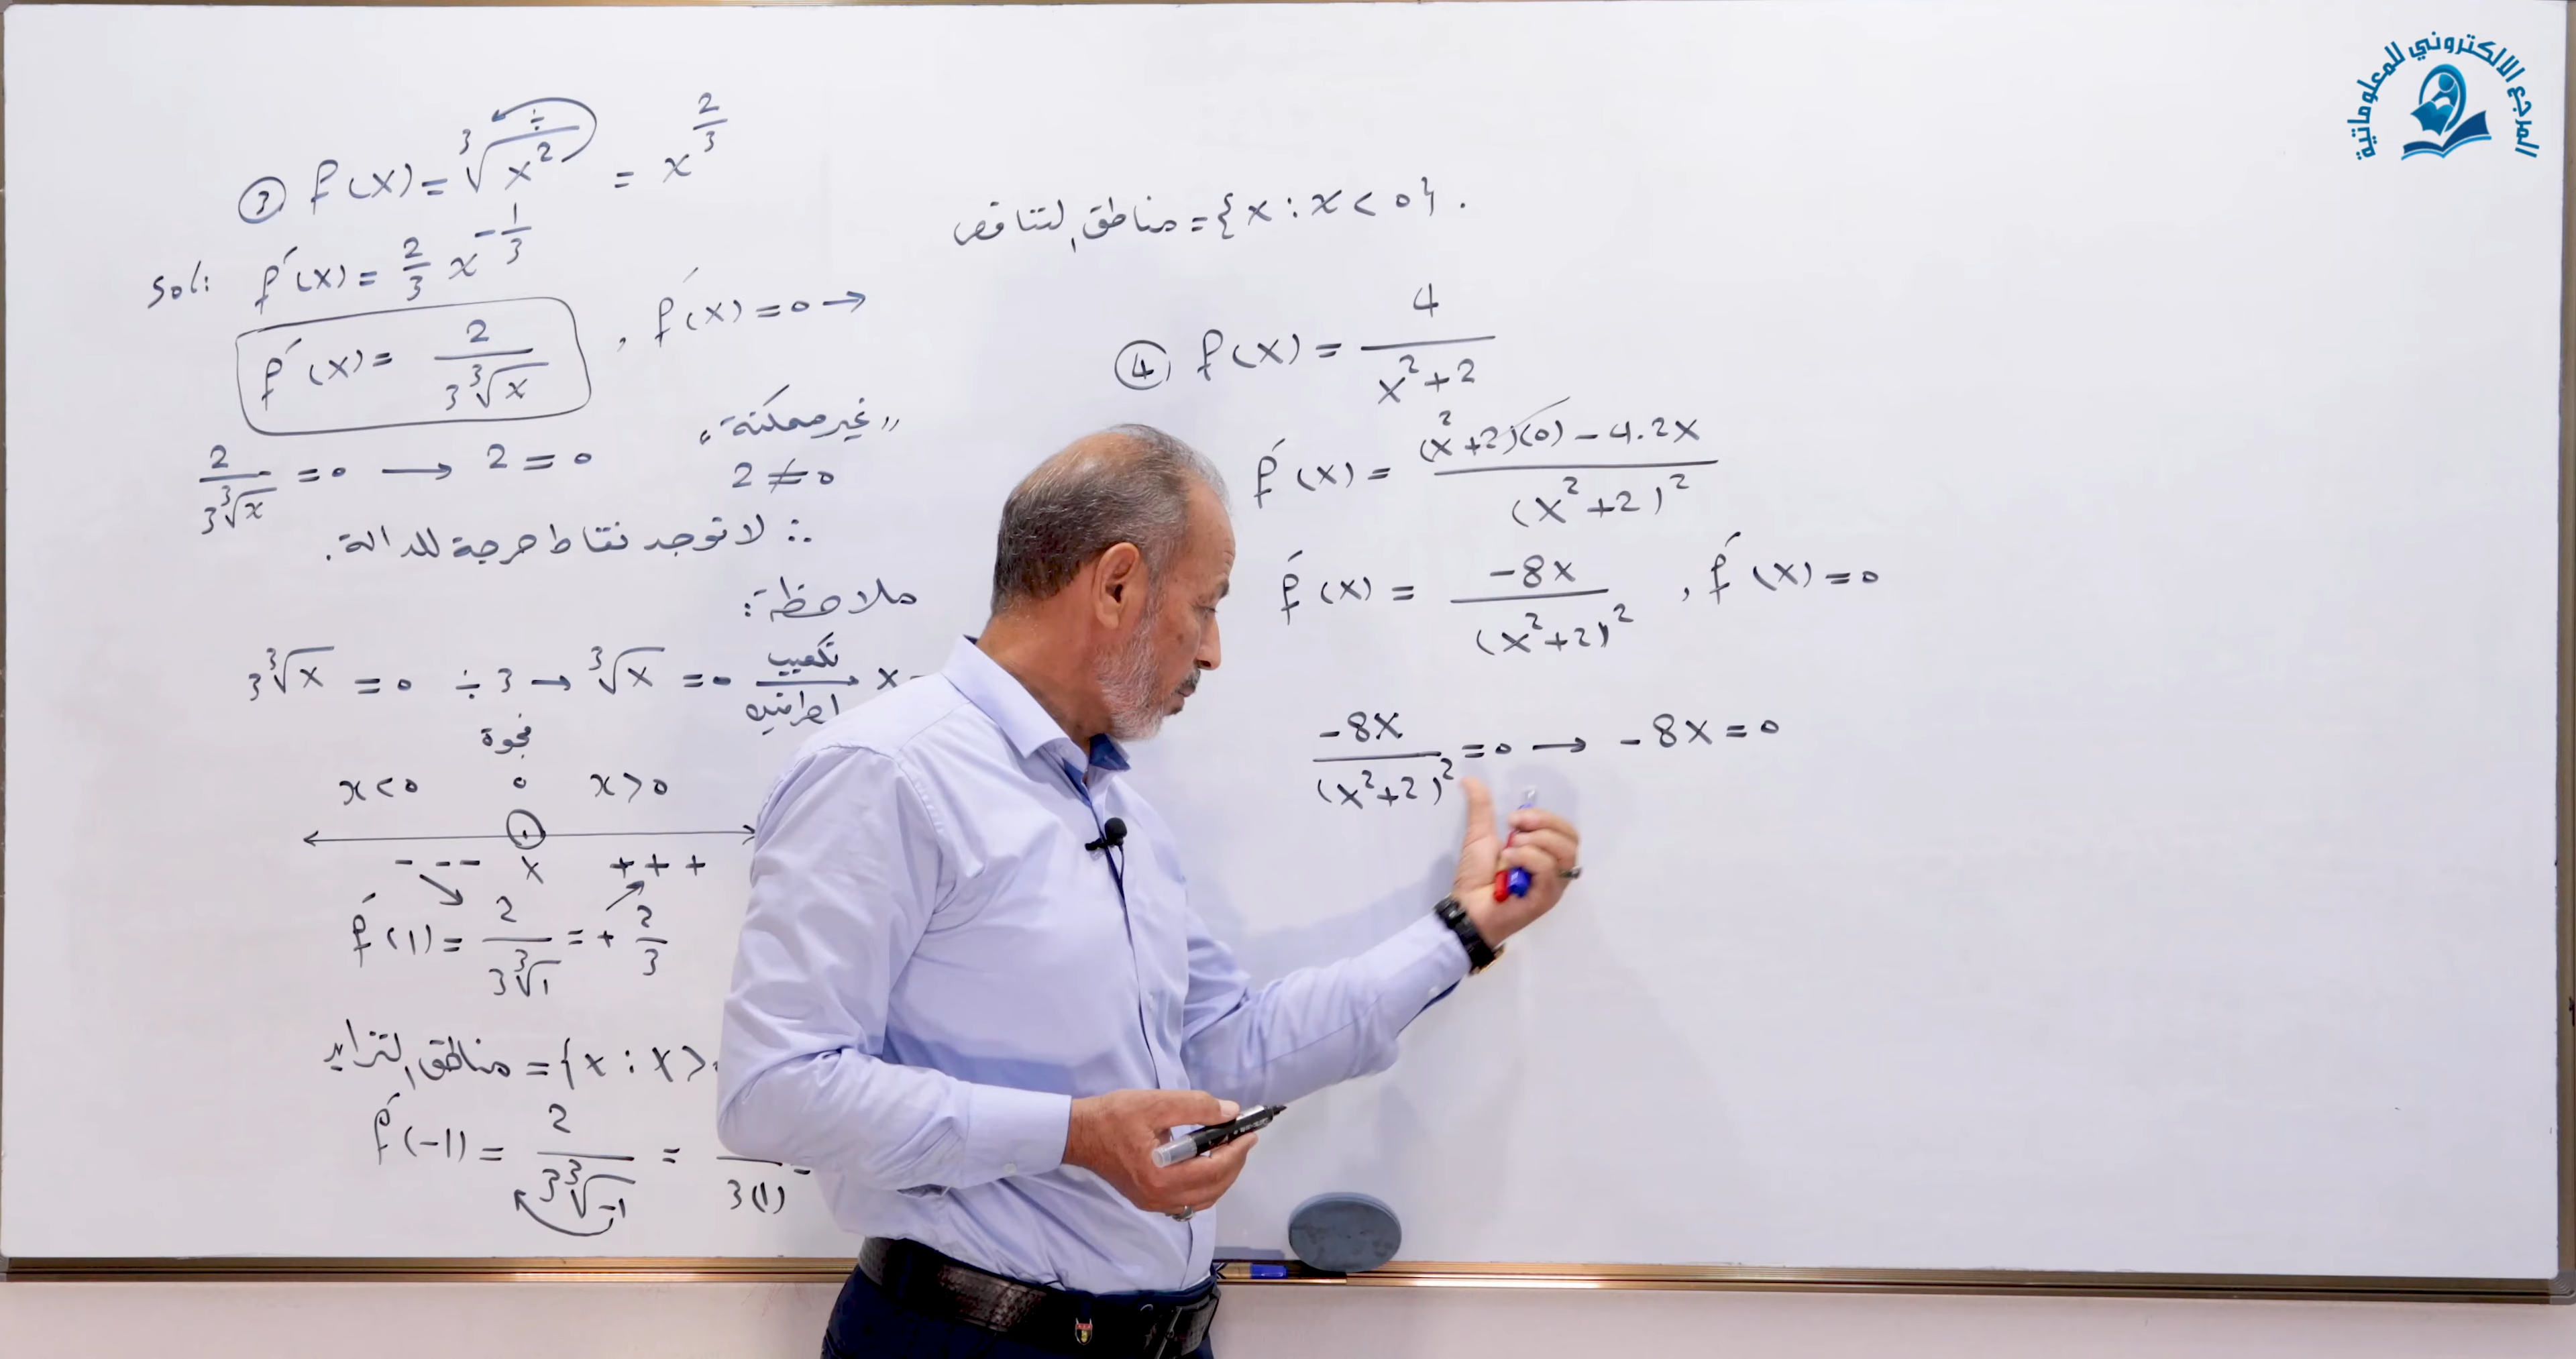 ③ f(x) = ∛x² ÷ = x^(2/3)
Sol: f′(x) = 2/3 x^(-1/3)
f′(x) = 2/(3∛x) , f′(x) = 0 →
"غير ممكنة"
2/(3∛x) = 0 → 2 = 0 2 ≠ 0
∴ لا توجد نقاط حرجة للدالة.
ملاحظة:
3∛x = 0 ÷ 3 → ∛x = 0 تكعيب الطرفين → x
فجوة
x < 0 0 x > 0
- - - x + + +
f′(1) = 2/(3∛1) = + 2/3
مناطق التزايد = {x : x >
f′(-1) = 2/(3∛-1) =
3(1)
مناطق التناقص = {x : x < 0} .
④ f(x) = 4/(x²+2)
f′(x) = ((x²+2)(0) - 4.2x)/(x²+2)²
f′(x) = -8x/(x²+2)² , f′(x) = 0
-8x/(x²+2)² = 0 → -8x = 0
المرجع الالكتروني للمعلوماتية